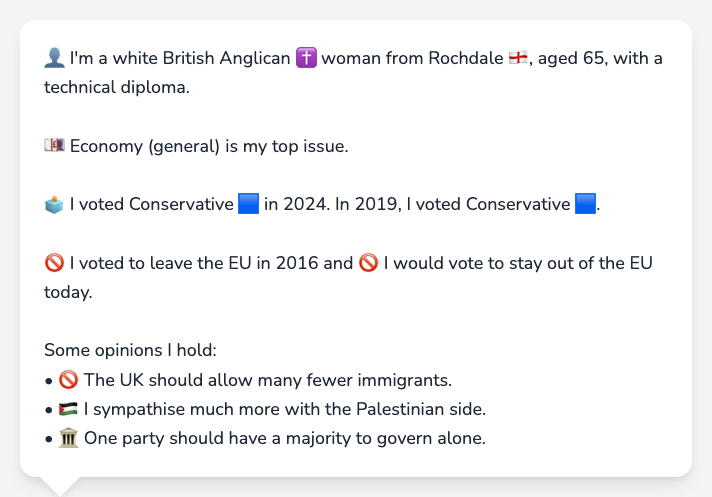 👤 I'm a white British Anglican ✝️ woman from Rochdale 🏴󠁧󠁢󠁥󠁮󠁧󠁿, aged 65, with a
technical diploma.
💷 Economy (general) is my top issue.
🗳️ I voted Conservative 🟦 in 2024. In 2019, I voted Conservative 🟦.
🚫 I voted to leave the EU in 2016 and 🚫 I would vote to stay out of the EU
today.
Some opinions I hold:
• 🚫 The UK should allow many fewer immigrants.
• 🇵🇸 I sympathise much more with the Palestinian side.
• 🏛️ One party should have a majority to govern alone.